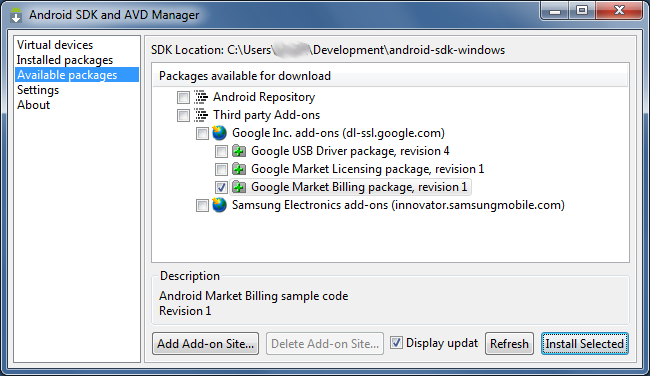 Android SDK and AVD Manager
Virtual devices
Installed packages
Available packages
Settings
About
SDK Location: C:\Users\ \Development\android-sdk-windows
Packages available for download
Android Repository
Third party Add-ons
Google Inc. add-ons (dl-ssl.google.com)
Google USB Driver package, revision 4
Google Market Licensing package, revision 1
Google Market Billing package, revision 1
Samsung Electronics add-ons (innovator.samsungmobile.com)
Description
Android Market Billing sample code
Revision 1
Add Add-on Site...
Delete Add-on Site...
Display updat
Refresh
Install Selected